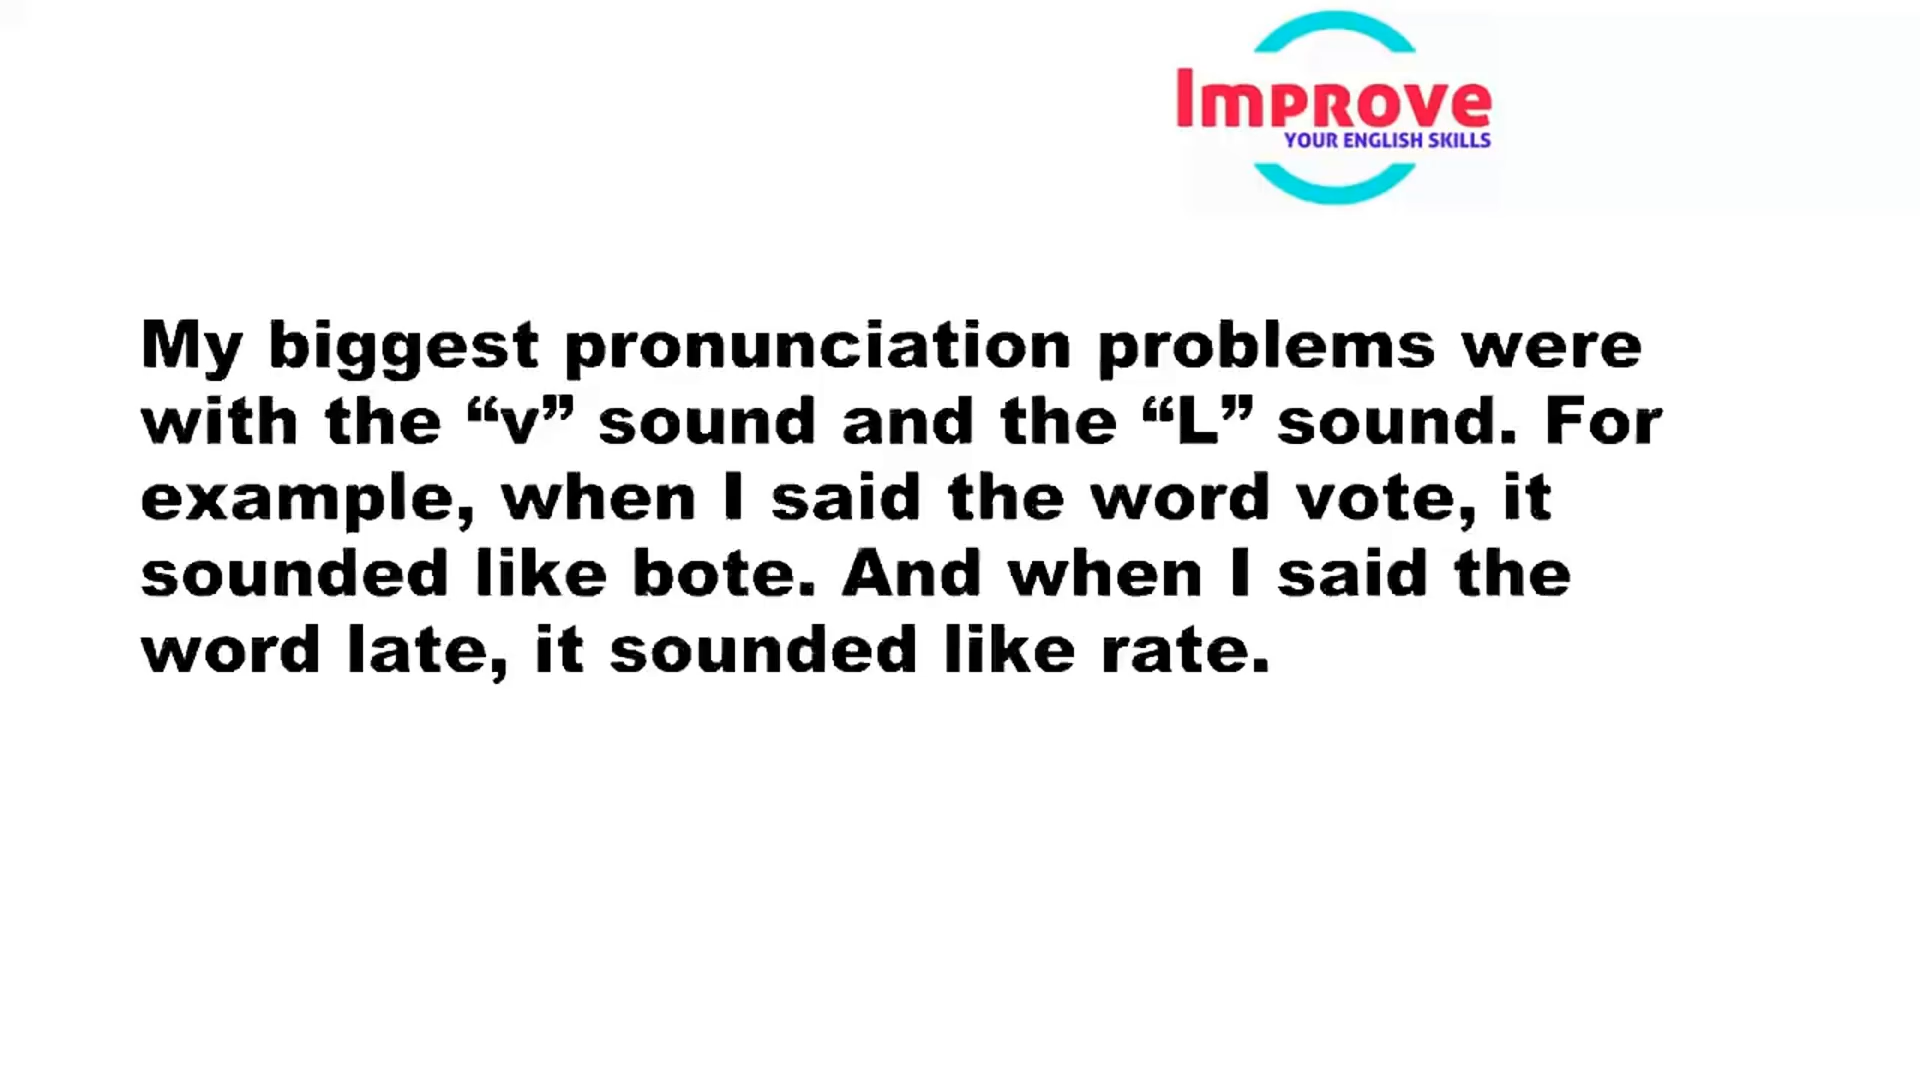 Improve
YOUR ENGLISH SKILLS
My biggest pronunciation problems were
with the “v” sound and the “L” sound. For
example, when I said the word vote, it
sounded like bote. And when I said the
word late, it sounded like rate.